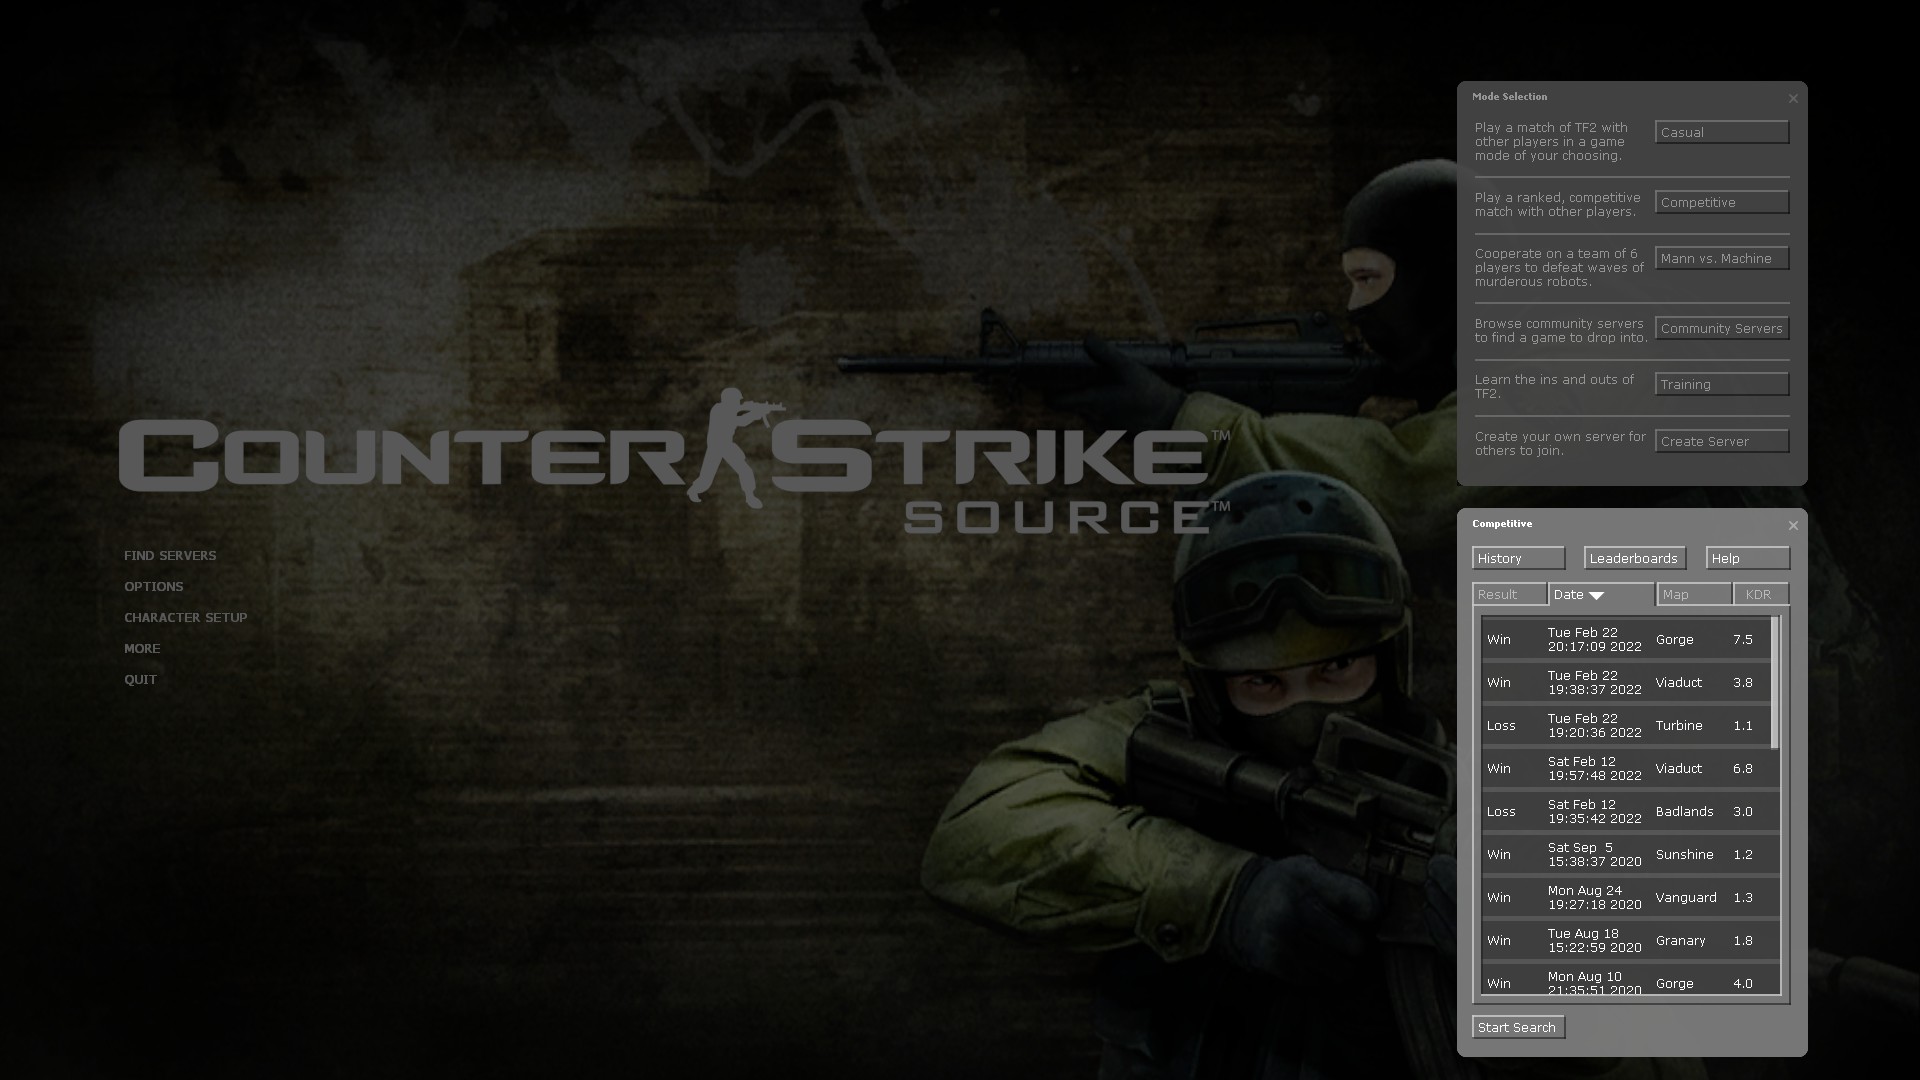 COUNTER STRIKE™
SOURCE™
FIND SERVERS
OPTIONS
CHARACTER SETUP
MORE
QUIT
Mode Selection
Play a match of TF2 with
other players in a game
mode of your choosing.
Casual
Play a ranked, competitive
match with other players.
Competitive
Cooperate on a team of 6
players to defeat waves of
murderous robots.
Mann vs. Machine
Browse community servers
to find a game to drop into.
Community Servers
Learn the ins and outs of
TF2.
Training
Create your own server for
others to join.
Create Server
Competitive
History Leaderboards Help
Result Date Map KDR
Win Tue Feb 22 20:17:09 2022 Gorge 7.5
Win Tue Feb 22 19:38:37 2022 Viaduct 3.8
Loss Tue Feb 22 19:20:36 2022 Turbine 1.1
Win Sat Feb 12 19:57:48 2022 Viaduct 6.8
Loss Sat Feb 12 19:35:42 2022 Badlands 3.0
Win Sat Sep 5 15:38:37 2020 Sunshine 1.2
Win Mon Aug 24 19:27:18 2020 Vanguard 1.3
Win Tue Aug 18 15:22:59 2020 Granary 1.8
Win Mon Aug 10 21:35:51 2020 Gorge 4.0
Start Search